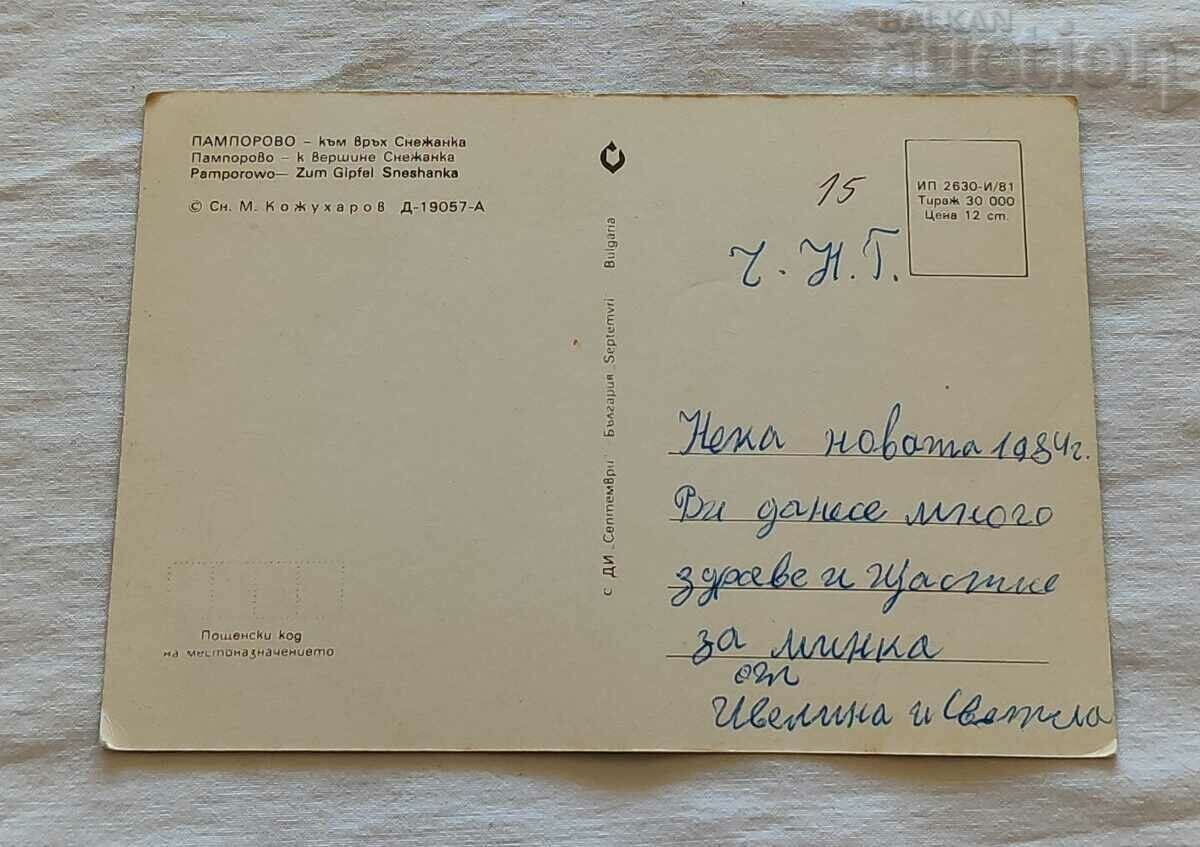 BALKAN
auction
ПАМПОРОВО – към връх Снежанка
Пампорово – к вершине Снежанка
Pamporowo— Zum Gipfel Sneshanka
© Сн. М. Кожухаров Д-19057-А
с ДИ „Септември" България „Septemvri" Bulgaria
15
ИП 2630-И/81
Тираж 30 000
Цена 12 ст.
Ч.Н.Г.
Нека новата 1984г.
Ви данесе много
здраве и щастие
за минка
от
Ивелина и Светла
Пощенски код
на местоназначението